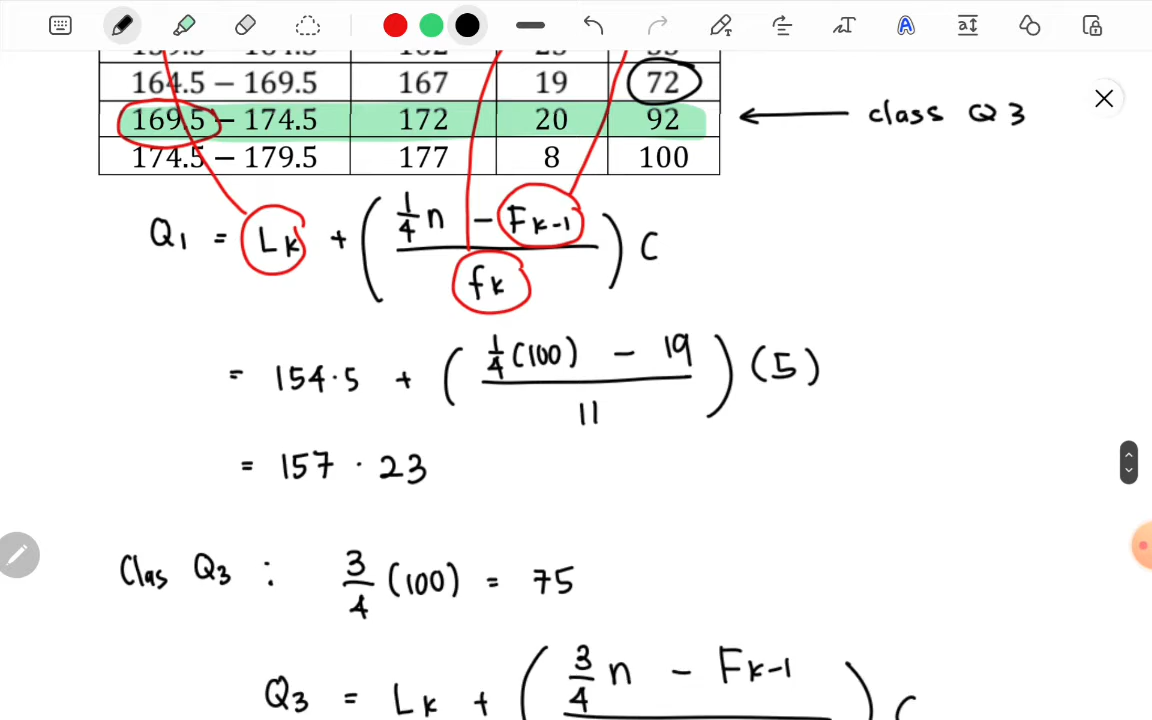 164.5 – 169.5 167 19 72
169.5 – 174.5 172 20 92 ← class Q3
174.5 – 179.5 177 8 100
Q1 = Lk + ( (1/4 n – Fk-1) / fk ) C
= 154.5 + ( (1/4 (100) – 19) / 11 ) (5)
= 157.23
Clas Q3 : 3/4 (100) = 75
Q3 = Lk + ( 3/4 n – Fk-1 ) C